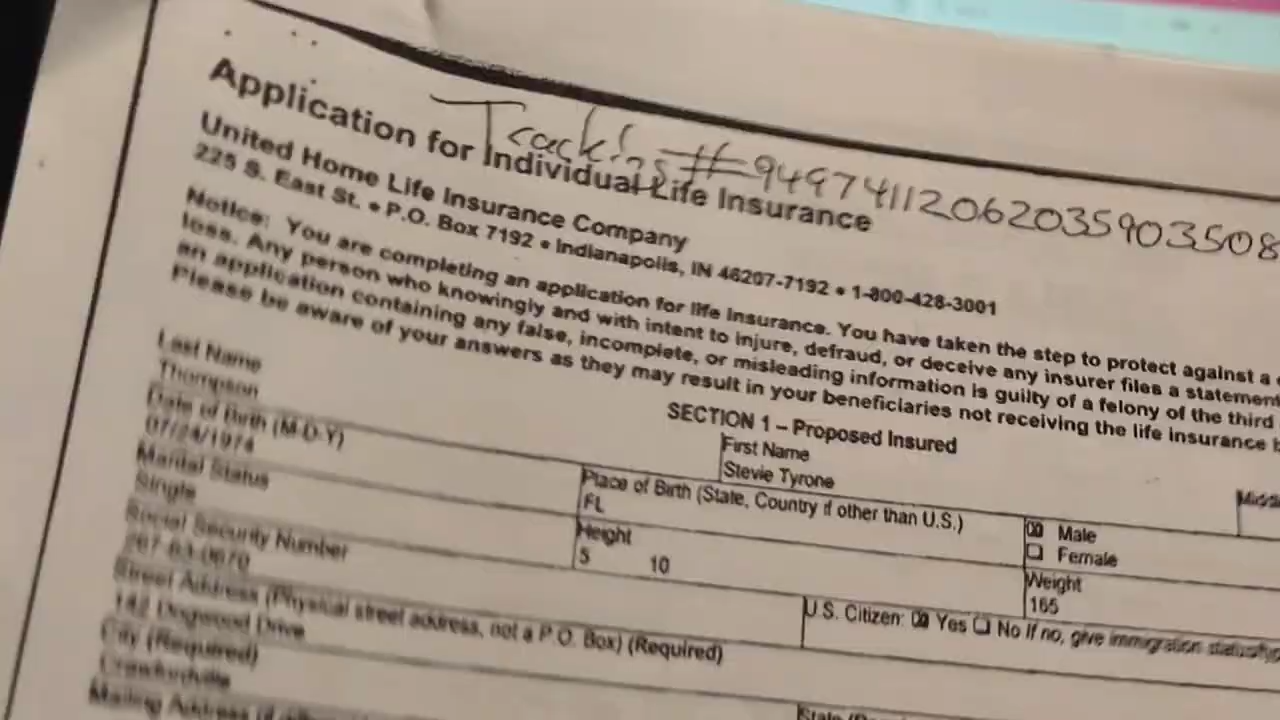 Tracking # 9497411206203590350 8
Application for Individual Life Insurance
United Home Life Insurance Company
225 S. East St. • P.O. Box 7192 • Indianapolis, IN 46207-7192 • 1-800-428-3001
Notice: You are completing an application for life insurance. You have taken the step to protect against a
loss. Any person who knowingly and with intent to injure, defraud, or deceive any insurer files a statement
an application containing any false, incomplete, or misleading information is guilty of a felony of the third
Please be aware of your answers as they may result in your beneficiaries not receiving the life insurance
SECTION 1 – Proposed Insured
Last Name
Thompson
First Name
Stevie Tyrone
Date of Birth (M-D-Y)
Place of Birth (State, Country if other than U.S.)
FL
Male
Female
Marital Status
Single
Height
5 10
Weight
165
Social Security Number
U.S. Citizen: Yes No If no, give immigration
Street Address (Physical street address, not a P.O. Box) (Required)
142 Dogwood Drive
City (Required)
Crawfordville
Mailing Address